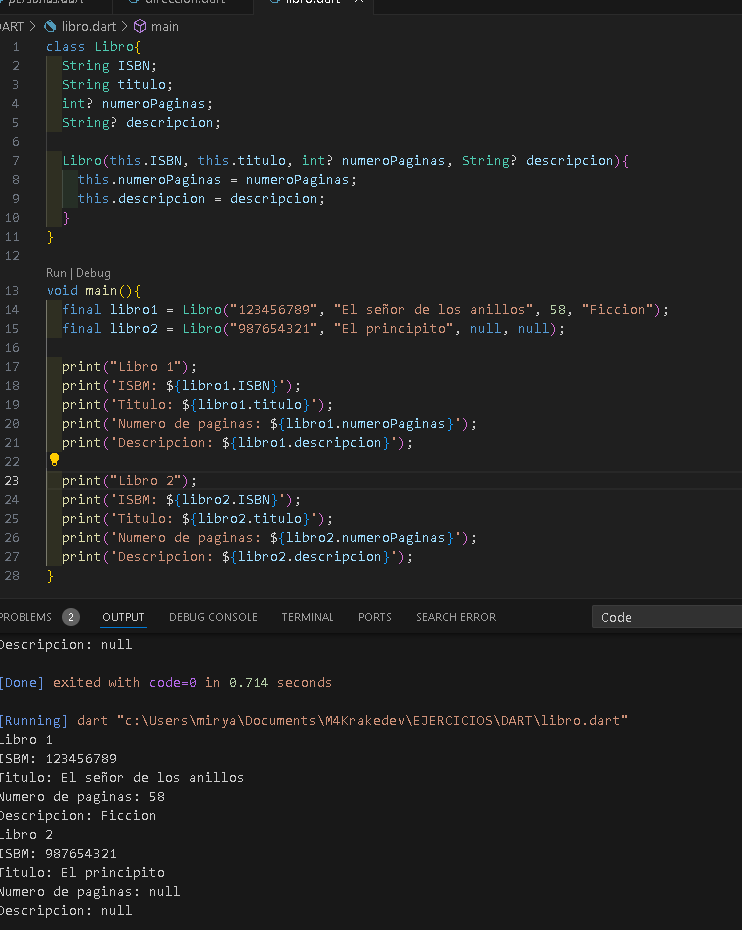 personas.dart direccion.dart libro.dart
DART > libro.dart > main
1 class Libro{
2 String ISBN;
3 String titulo;
4 int? numeroPaginas;
5 String? descripcion;
6
7 Libro(this.ISBN, this.titulo, int? numeroPaginas, String? descripcion){
8 this.numeroPaginas = numeroPaginas;
9 this.descripcion = descripcion;
10 }
11 }
12
Run | Debug
13 void main(){
14 final libro1 = Libro("123456789", "El señor de los anillos", 58, "Ficcion");
15 final libro2 = Libro("987654321", "El principito", null, null);
16
17 print("Libro 1");
18 print('ISBM: ${libro1.ISBN}');
19 print('Titulo: ${libro1.titulo}');
20 print('Numero de paginas: ${libro1.numeroPaginas}');
21 print('Descripcion: ${libro1.descripcion}');
22
23 print("Libro 2");
24 print('ISBM: ${libro2.ISBN}');
25 print('Titulo: ${libro2.titulo}');
26 print('Numero de paginas: ${libro2.numeroPaginas}');
27 print('Descripcion: ${libro2.descripcion}');
28 }
PROBLEMS 2 OUTPUT DEBUG CONSOLE TERMINAL PORTS SEARCH ERROR Code
Descripcion: null
[Done] exited with code=0 in 0.714 seconds
[Running] dart "c:\Users\mirya\Documents\M4Krakedev\EJERCICIOS\DART\libro.dart"
Libro 1
ISBM: 123456789
Titulo: El señor de los anillos
Numero de paginas: 58
Descripcion: Ficcion
Libro 2
ISBM: 987654321
Titulo: El principito
Numero de paginas: null
Descripcion: null